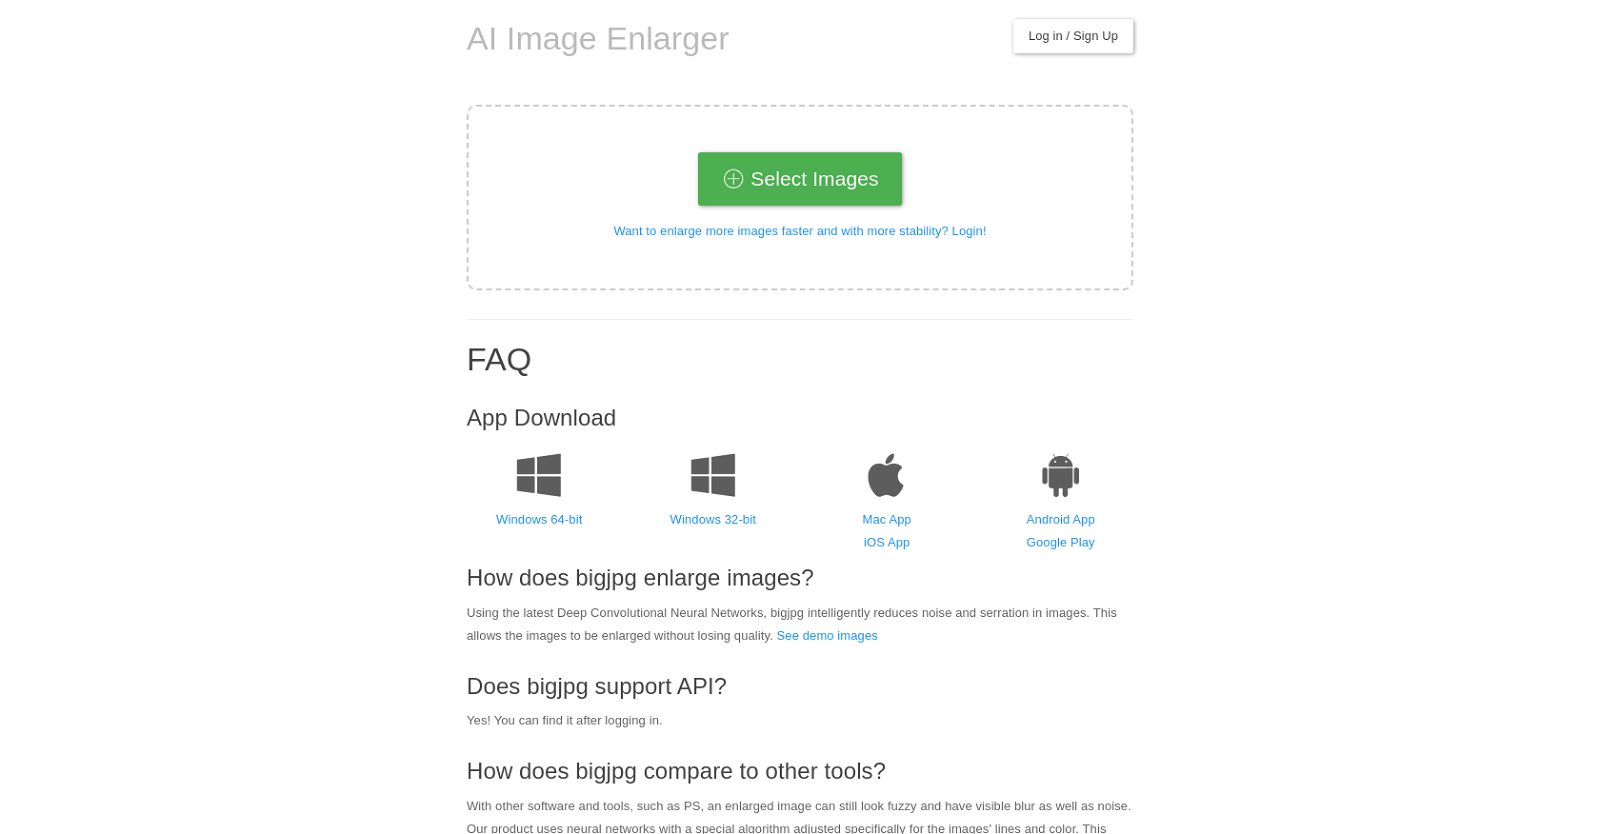 AI Image Enlarger
Log in / Sign Up
Select Images
Want to enlarge more images faster and with more stability? Login!
FAQ
App Download
Windows 64-bit
Windows 32-bit
Mac App
iOS App
Android App
Google Play
How does bigjpg enlarge images?
Using the latest Deep Convolutional Neural Networks, bigjpg intelligently reduces noise and serration in images. This
allows the images to be enlarged without losing quality. See demo images
Does bigjpg support API?
Yes! You can find it after logging in.
How does bigjpg compare to other tools?
With other software and tools, such as PS, an enlarged image can still look fuzzy and have visible blur as well as noise.
Our product uses neural networks with a special algorithm adjusted specifically for the images' lines and color. This